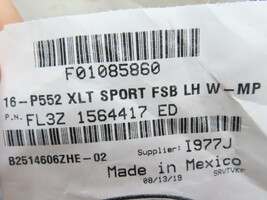 F01085860
16-P552 XLT SPORT FSB LH W-MP
P.N. FL3Z 1564417 ED
Supplier: I977J
B2514606ZHE-02
Made in Mexico
08/13/19 SRVTVKP